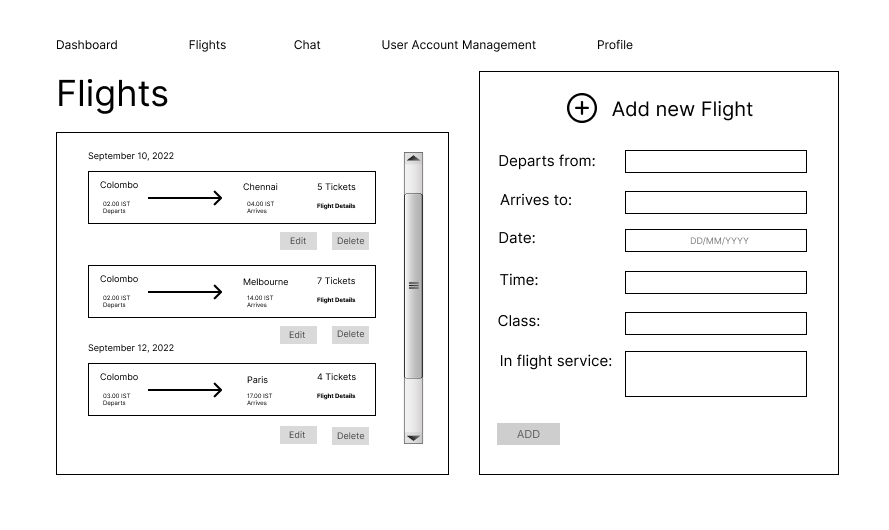 Dashboard Flights Chat User Account Management Profile
Flights
September 10, 2022
Colombo Chennai 5 Tickets
02.00 IST 04.00 IST Flight Details
Departs Arrives
Edit Delete
Colombo Melbourne 7 Tickets
02.00 IST 14.00 IST Flight Details
Departs Arrives
Edit Delete
September 12, 2022
Colombo Paris 4 Tickets
03.00 IST 17.00 IST Flight Details
Departs Arrives
Edit Delete
Add new Flight
Departs from:
Arrives to:
Date: DD/MM/YYYY
Time:
Class:
In flight service:
ADD